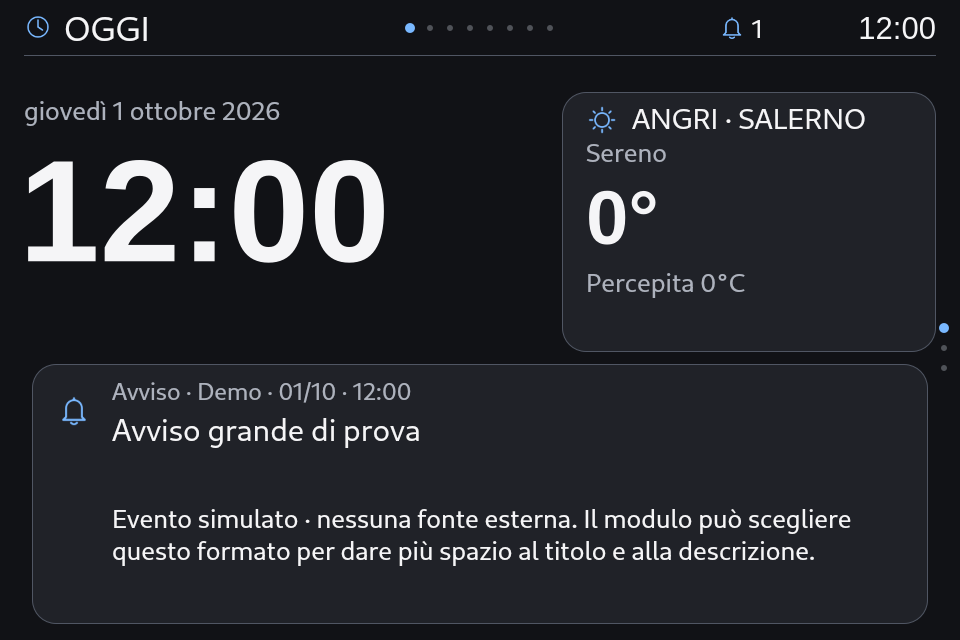 OGGI
1
12:00
giovedì 1 ottobre 2026
12:00
ANGRI · SALERNO
Sereno
0°
Percepita 0°C
Avviso · Demo · 01/10 · 12:00
Avviso grande di prova
Evento simulato · nessuna fonte esterna. Il modulo può scegliere
questo formato per dare più spazio al titolo e alla descrizione.